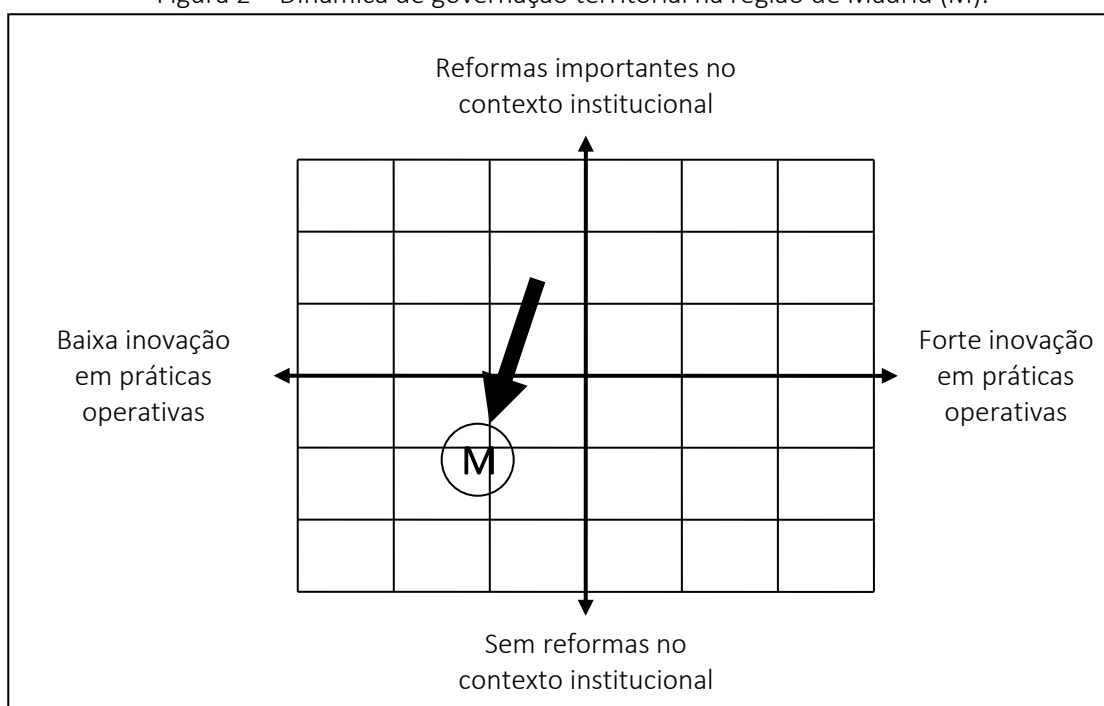 Figura 2 – Dinâmica de governação territorial na região de Madrid (M).
Reformas importantes no
contexto institucional
Baixa inovação
em práticas
operativas
Forte inovação
em práticas
operativas
M
Sem reformas no
contexto institucional